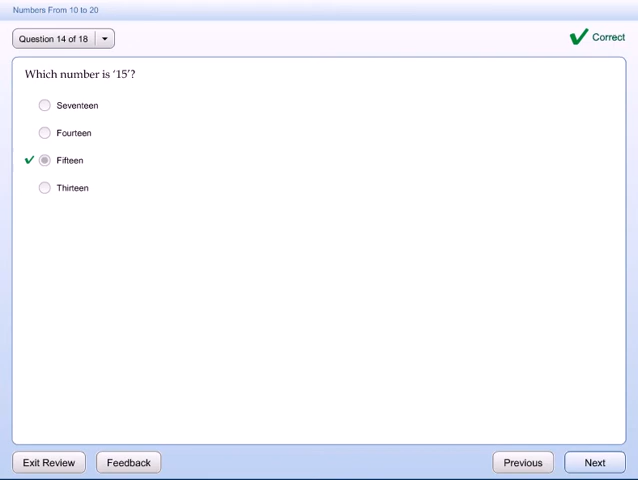 Numbers From 10 to 20
Question 14 of 18
Correct
Which number is ‘15’?
Seventeen
Fourteen
Fifteen
Thirteen
Exit Review
Feedback
Previous
Next